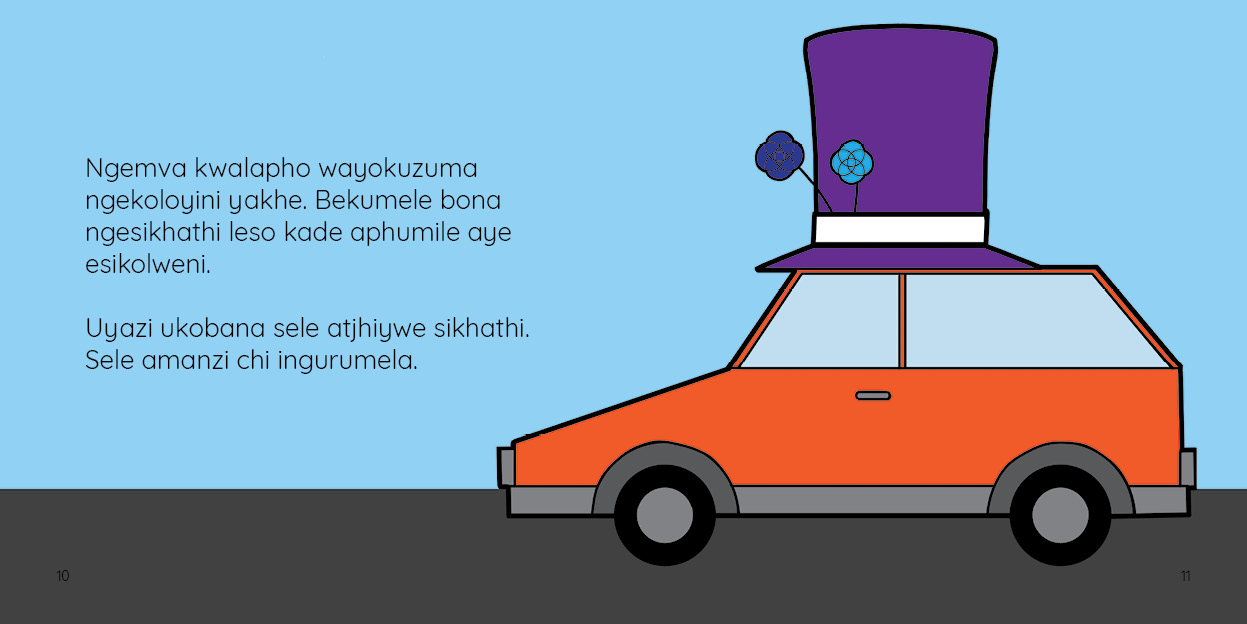 Ngemva kwalapho wayokuzuma
ngekoloyini yakhe. Bekumele bona
ngesikhathi leso kade aphumile aye
esikolweni.
Uyazi ukobana sele atjhiywe sikhathi.
Sele amanzi chi ingurumela.
10
11